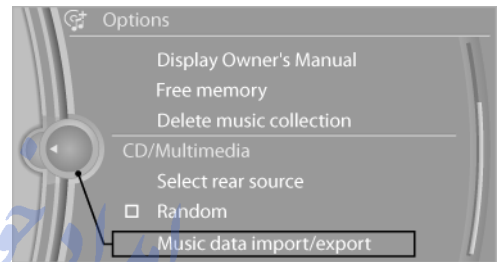 Options
Display Owner's Manual
Free memory
Delete music collection
CD/Multimedia
Select rear source
Random
Music data import/export